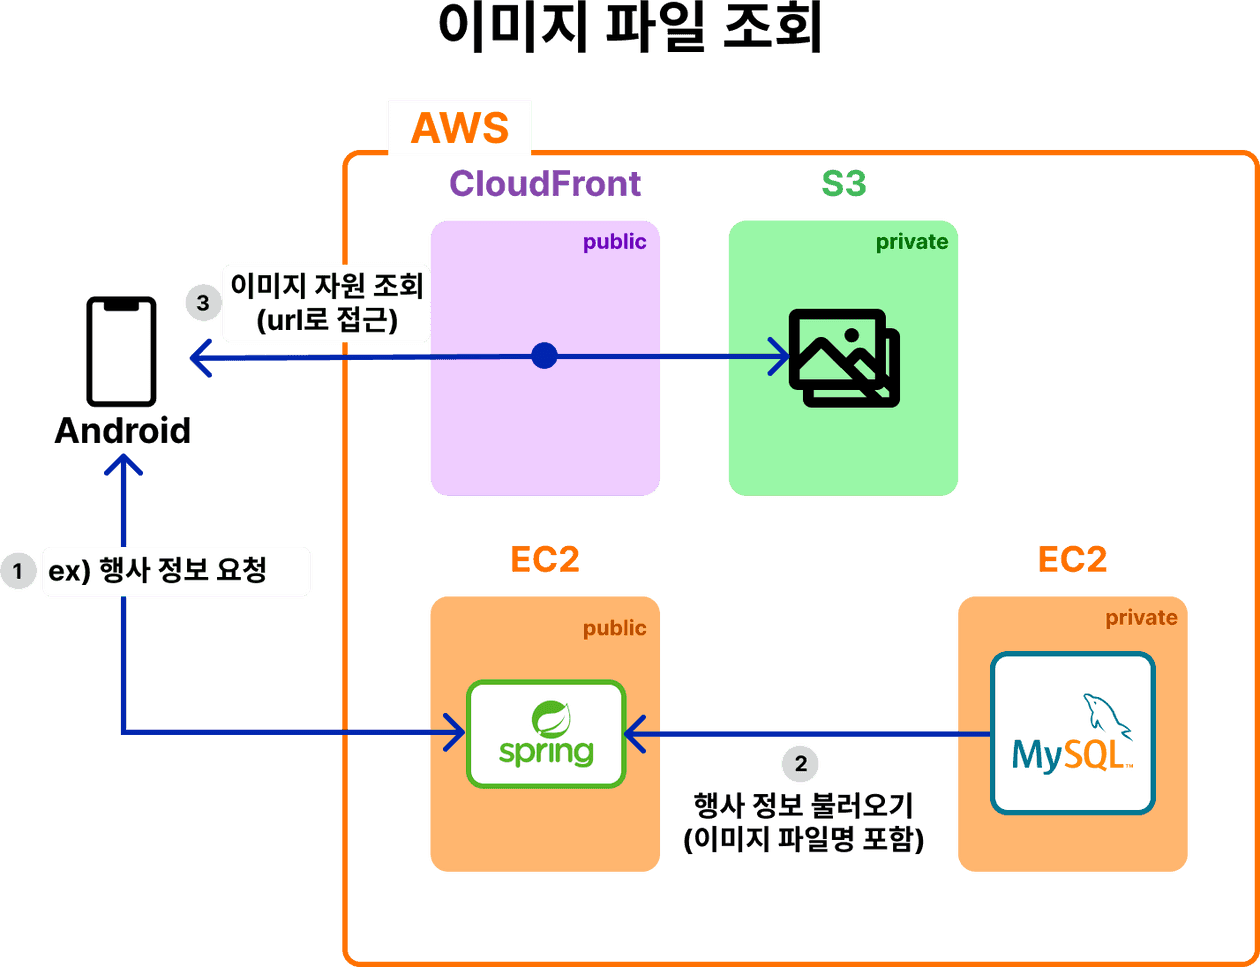 이미지 파일 조회
AWS
CloudFront
S3
public
private
3
이미지 자원 조회
(url로 접근)
Android
1
ex) 행사 정보 요청
EC2
EC2
public
private
spring
MySQL™
2
행사 정보 불러오기
(이미지 파일명 포함)